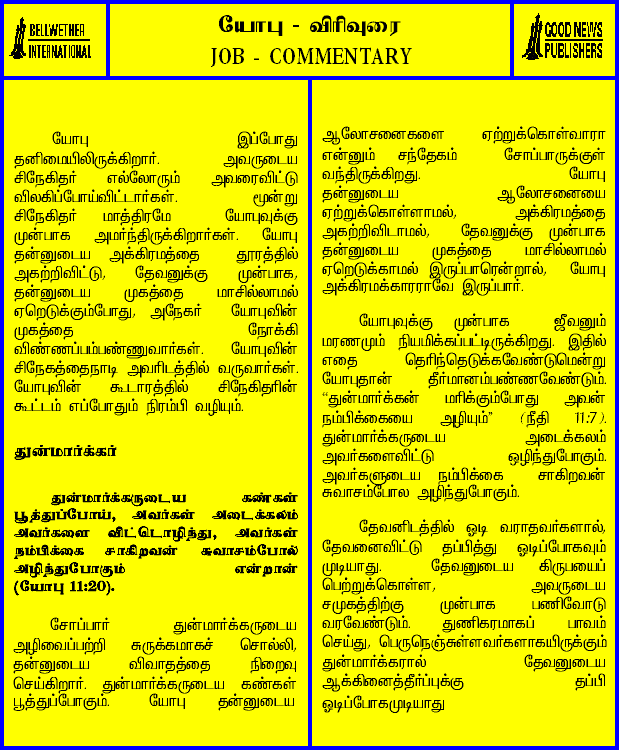 BELLWETHER
INTERNATIONAL
யோபு - விரிவுரை
JOB - COMMENTARY
GOOD NEWS
PUBLISHERS
யோபு இப்போது
தனிமையிலிருக்கிறார். அவருடைய
சிநேகிதர் எல்லோரும் அவரைவிட்டு
விலகிப்போய்விட்டார்கள். மூன்று
சிநேகிதர் மாத்திரமே யோபுவுக்கு
முன்பாக அமர்ந்திருக்கிறார்கள். யோபு
தன்னுடைய அக்கிரமத்தை தூரத்தில்
அகற்றிவிட்டு, தேவனுக்கு முன்பாக,
தன்னுடைய முகத்தை மாசில்லாமல்
ஏறெடுக்கும்போது, அநேகர் யோபுவின்
முகத்தை நோக்கி
விண்ணப்பம்பண்ணுவார்கள். யோபுவின்
சிநேகத்தைநாடி அவரிடத்தில் வருவார்கள்.
யோபுவின் கூடாரத்தில் சிநேகிதரின்
கூட்டம் எப்போதும் நிரம்பி வழியும்.
துன்மார்க்கர்
துன்மார்க்கருடைய கண்கள்
பூத்துப்போய், அவர்கள் அடைக்கலம்
அவர்களை விட்டொழிந்து, அவர்கள்
நம்பிக்கை சாகிறவன் சுவாசம்போல்
அழிந்துபோகும் என்றான்
(யோபு 11:20).
சோப்பார் துன்மார்க்கருடைய
அழிவைப்பற்றி சுருக்கமாகச் சொல்லி,
தன்னுடைய விவாதத்தை நிறைவு
செய்கிறார். துன்மார்க்கருடைய கண்கள்
பூத்துப்போகும். யோபு தன்னுடைய
ஆலோசனைகளை ஏற்றுக்கொள்வாரா
என்னும் சந்தேகம் சோப்பாருக்குள்
வந்திருக்கிறது. யோபு
தன்னுடைய ஆலோசனையை
ஏற்றுக்கொள்ளாமல், அக்கிரமத்தை
அகற்றிவிடாமல், தேவனுக்கு முன்பாக
தன்னுடைய முகத்தை மாசில்லாமல்
ஏறெடுக்காமல் இருப்பாரென்றால், யோபு
அக்கிரமக்காரராவே இருப்பார்.
யோபுவுக்கு முன்பாக ஜீவனும்
மரணமும் நியமிக்கப்பட்டிருக்கிறது. இதில்
எதை தெரிந்தெடுக்கவேண்டுமென்று
யோபுதான் தீர்மானம்பண்ணவேண்டும்.
“துன்மார்க்கன் மரிக்கும்போது அவன்
நம்பிக்கையை அழியும்” (நீதி 11:7).
துன்மார்க்கருடைய அடைக்கலம்
அவர்களைவிட்டு ஒழிந்துபோகும்.
அவர்களுடைய நம்பிக்கை சாகிறவன்
சுவாசம்போல அழிந்துபோகும்.
தேவனிடத்தில் ஓடி வராதவர்களால்,
தேவனைவிட்டு தப்பித்து ஓடிப்போகவும்
முடியாது. தேவனுடைய கிருபையைப்
பெற்றுக்கொள்ள, அவருடைய
சமுகத்திற்கு முன்பாக பணிவோடு
வரவேண்டும். துணிகரமாகப் பாவம்
செய்து, பெருநெஞ்சுள்ளவர்களாகயிருக்கும்
துன்மார்க்கரால் தேவனுடைய
ஆக்கினைத்தீர்ப்புக்கு தப்பி
ஓடிப்போகமுடியாது